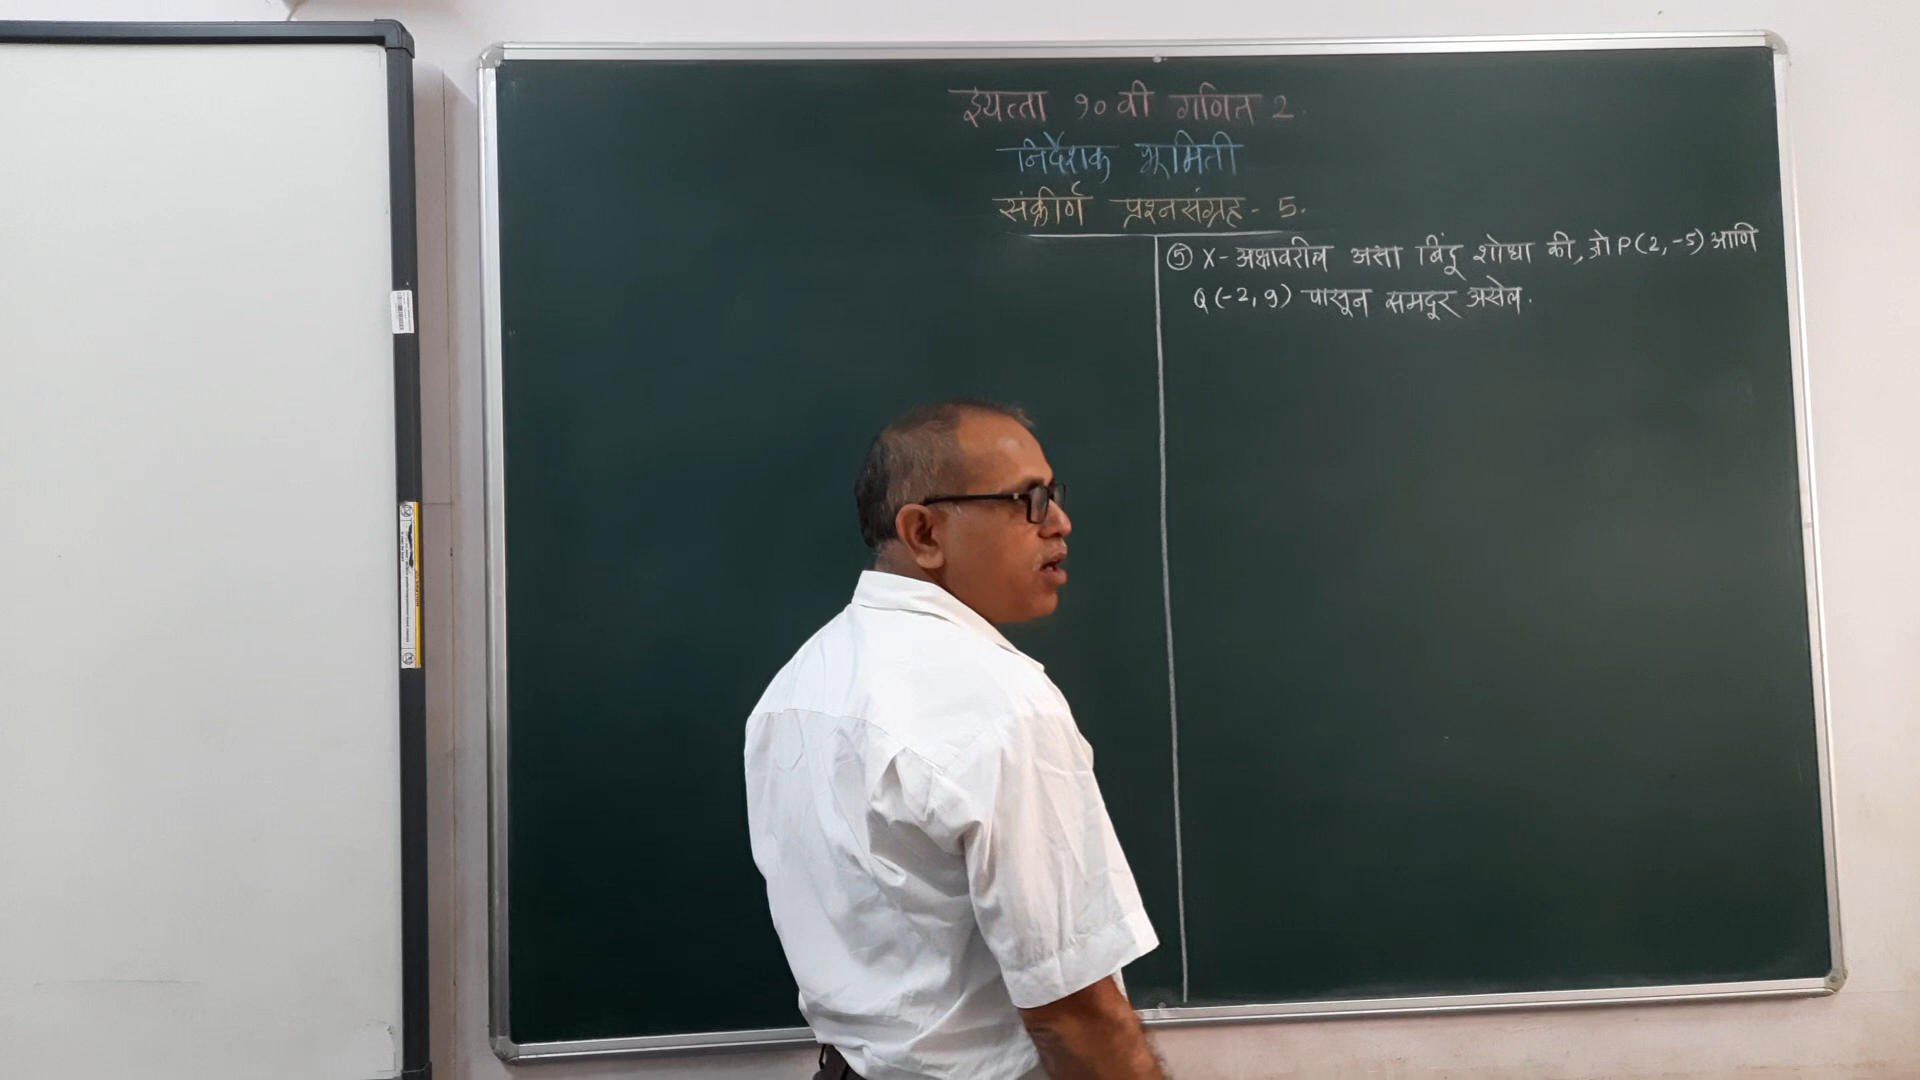 इयत्ता १० वी गणित 2.
निर्देशक भूमिती
संकीर्ण प्रश्नसंग्रह - 5.
⑤ X- अक्षावरील असा बिंदू शोधा की, जो P(2,-5) आणि
Q (-2, 9) पासून समदूर असेल.